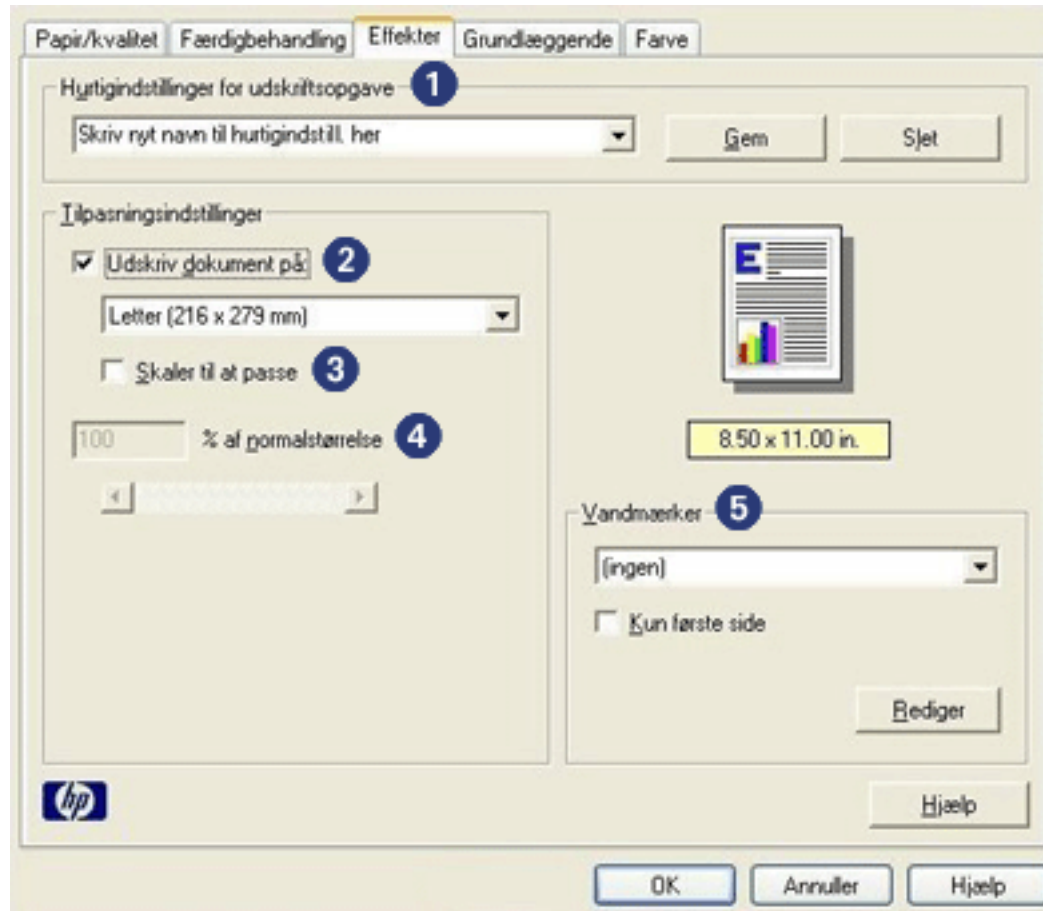 Papir/kvalitet Færdigbehandling Effekter Grundlæggende Farve
Hurtigindstillinger for udskriftsopgave 1
Skriv nyt navn til hurtigindstill. her
Gem
Slet
Tilpasningsindstillinger
Udskriv dokument på: 2
Letter (216 x 279 mm)
Skaler til at passe 3
100 % af normalstørrelse 4
E
8.50 x 11.00 in.
Vandmærker 5
(ingen)
Kun første side
Rediger
hp
Hjælp
OK Annuller Hjælp